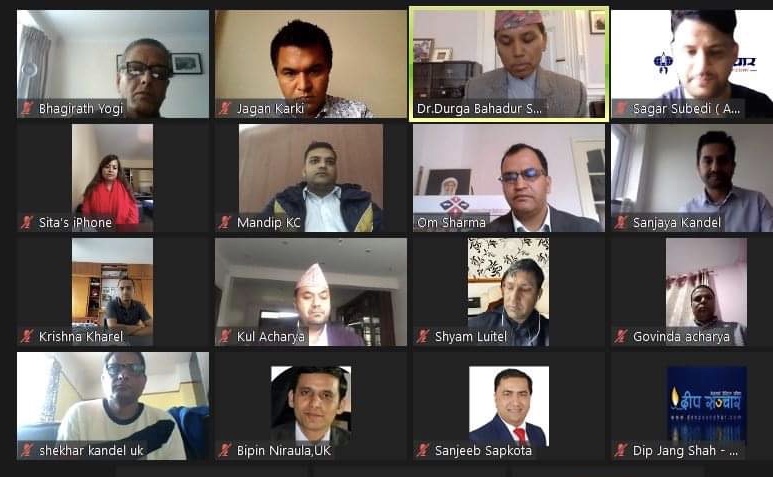 Bhagirath Yogi
Jagan Karki
Dr.Durga Bahadur S...
Sagar Subedi ( A...
Sita's iPhone
Mandip KC
Om Sharma
Sanjaya Kandel
Krishna Kharel
Kul Acharya
Shyam Luitel
Govinda acharya
shekhar kandel uk
Bipin Niraula,UK
Sanjeeb Sapkota
दीप सञ्चार
Dip Jang Shah - ...